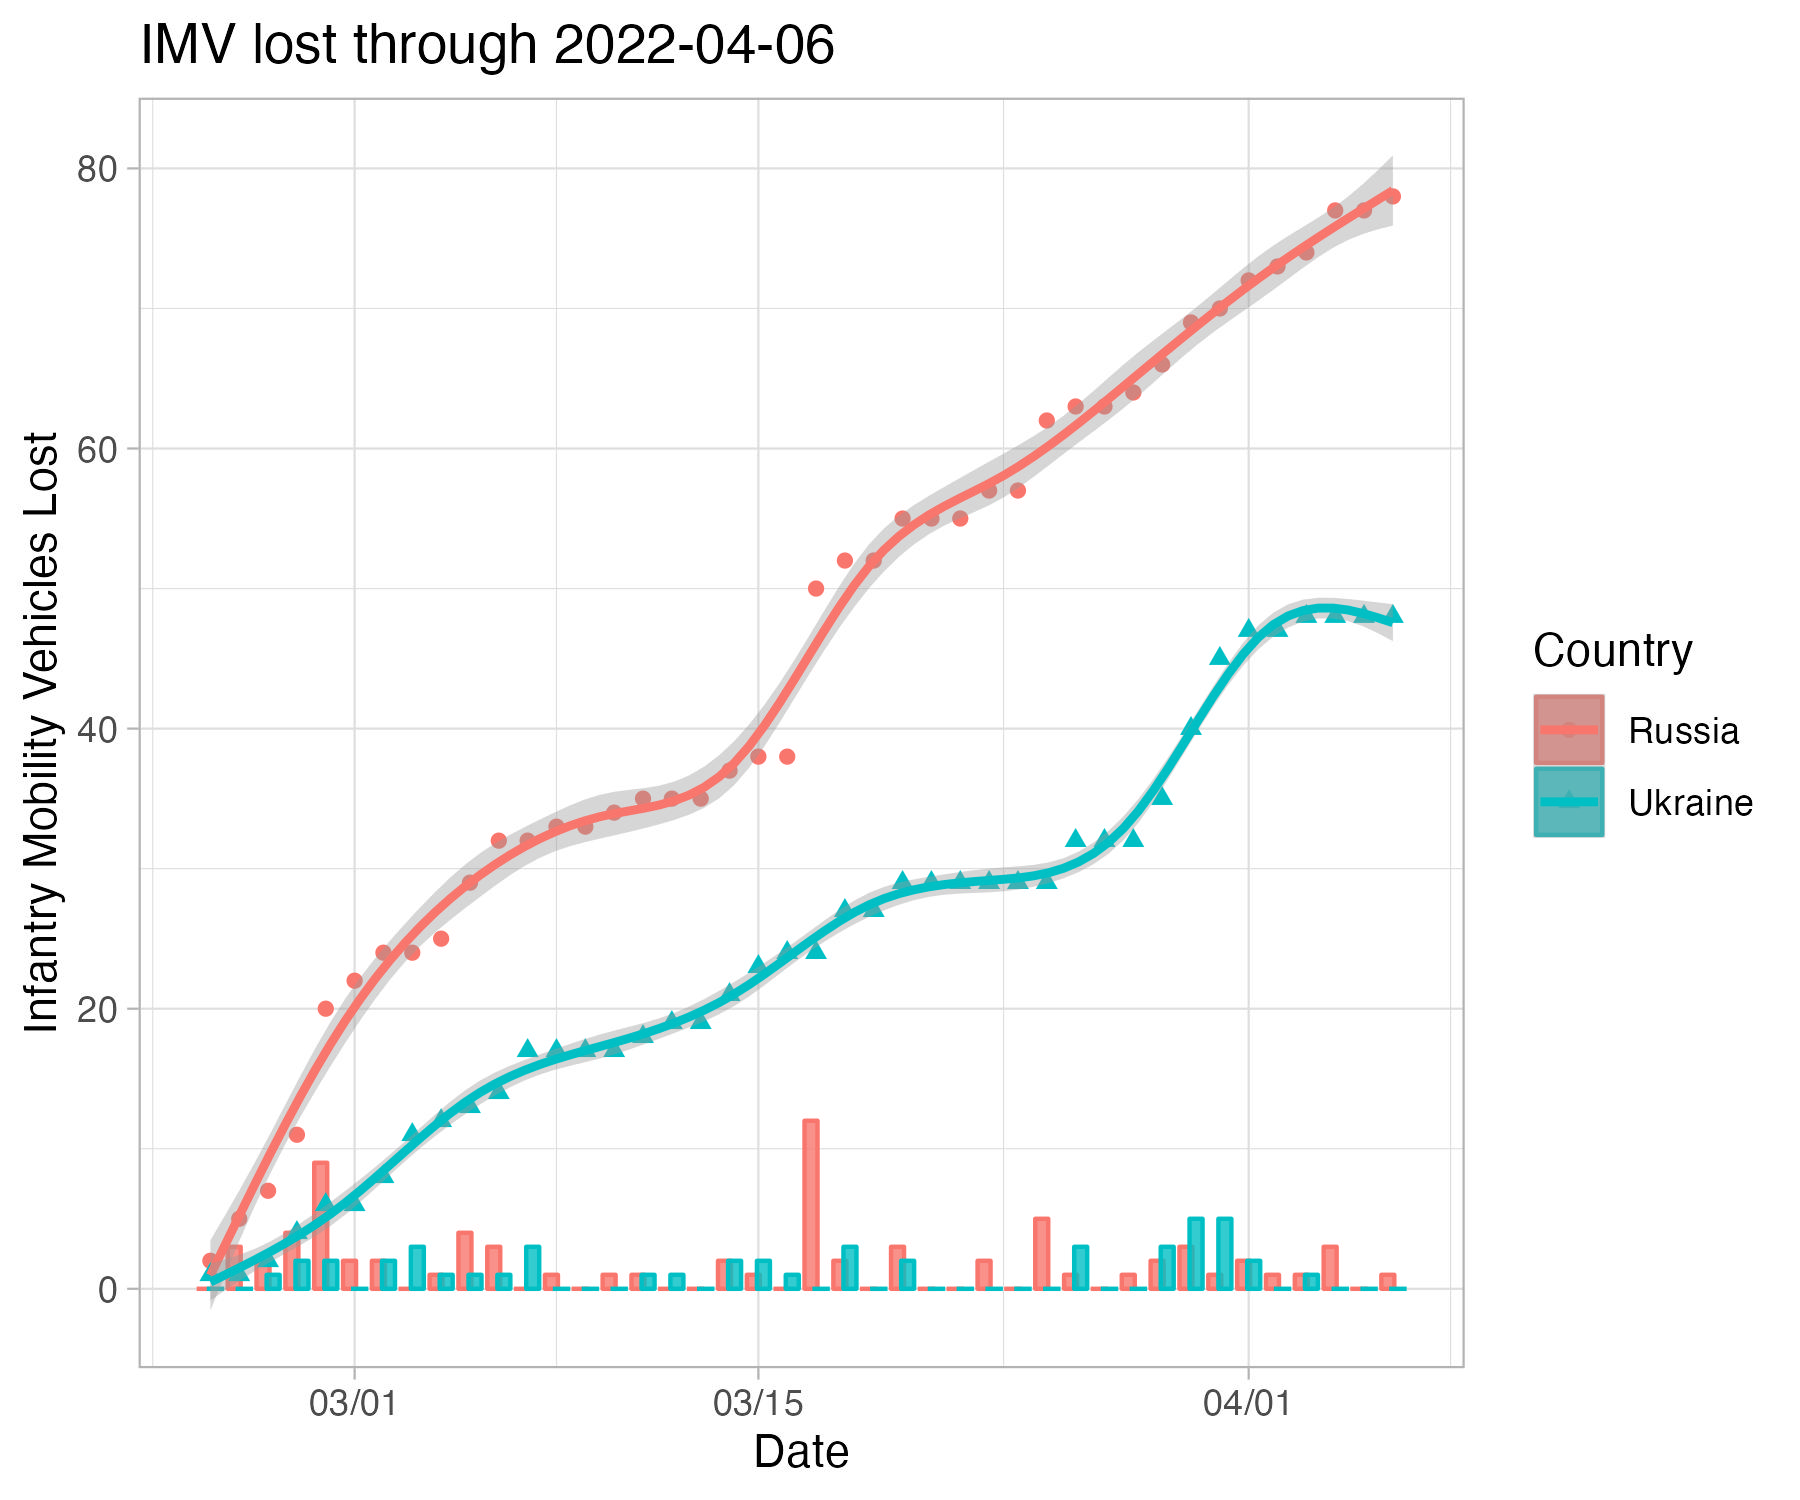 IMV lost through 2022-04-06
Infantry Mobility Vehicles Lost
80
60
40
20
0
03/01
03/15
04/01
Date
Country
Russia
Ukraine